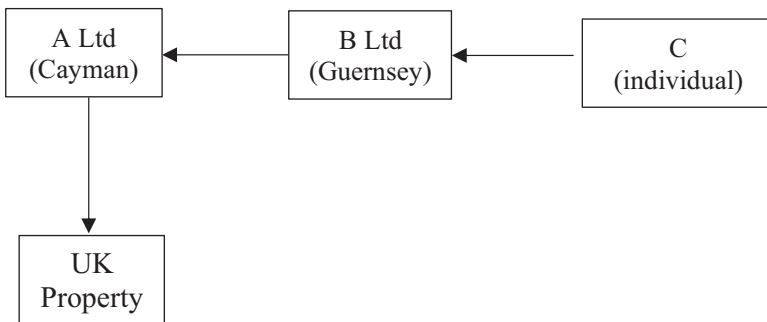 A Ltd
(Cayman)
B Ltd
(Guernsey)
C
(individual)
UK
Property